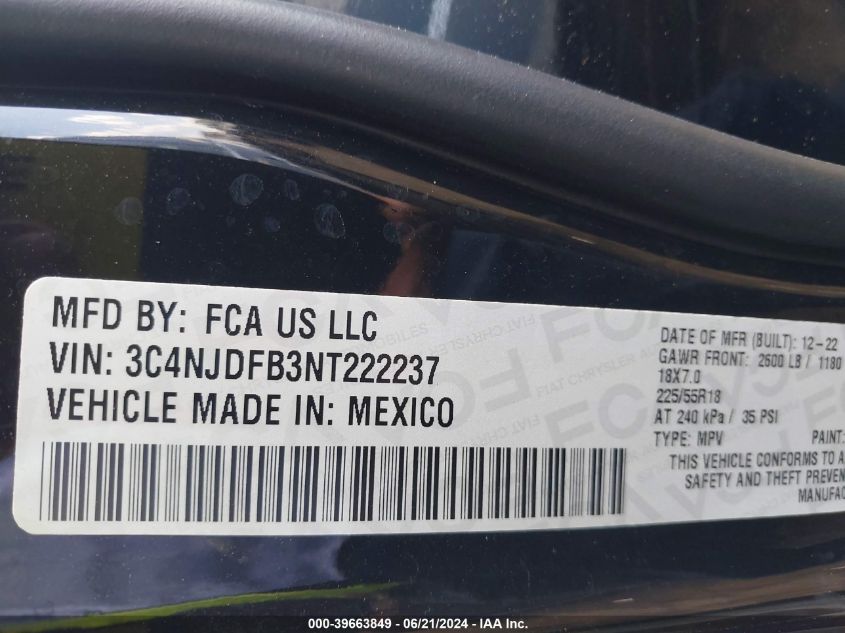 MFD BY: FCA US LLC
VIN: 3C4NJDFB3NT222237
VEHICLE MADE IN: MEXICO
DATE OF MFR (BUILT): 12-22
GAWR FRONT: 2600 LB / 1180
18X7.0
225/55R18
AT 240 kPa / 35 PSI
TYPE: MPV PAINT:
THIS VEHICLE CONFORMS TO A
SAFETY AND THEFT PREVEN
MANUFAC
000-39663849 - 06/21/2024 - IAA Inc.